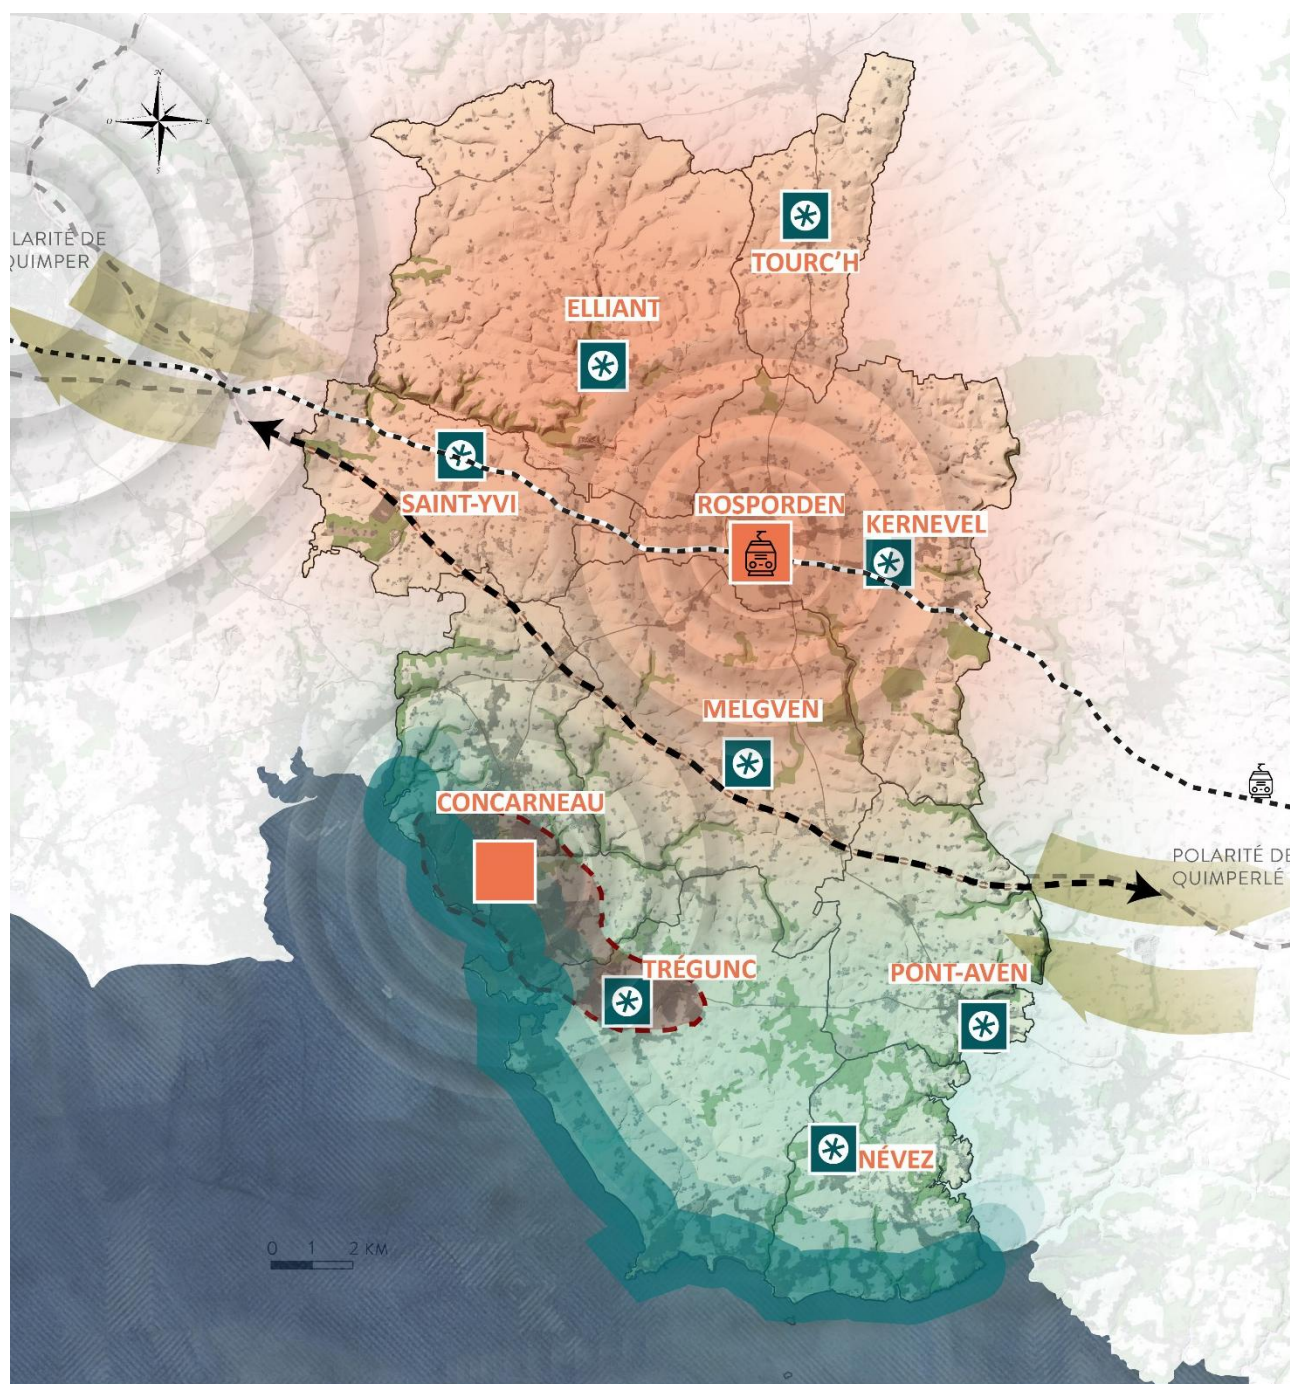 N
O
E
S
LARITÉ DE
QUIMPER
TOURC'H
ELLIANT
SAINT-YVI
ROSPORDEN
KERNEVEL
MELGVEN
CONCARNEAU
POLARITÉ DE
QUIMPERLÉ
TRÉGUNC
PONT-AVEN
NÉVEZ
0 1 2 KM